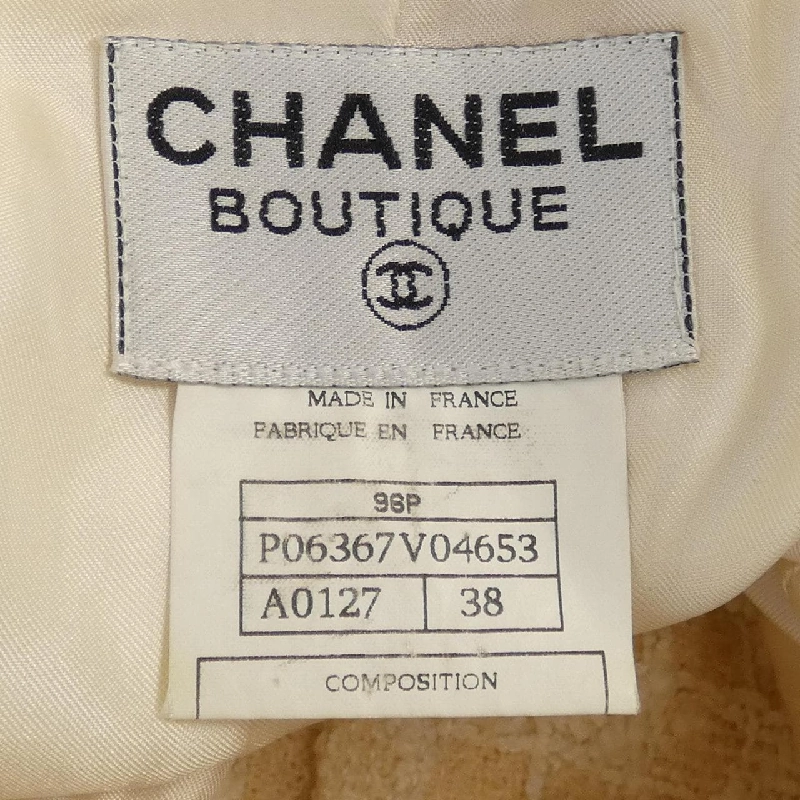 CHANEL
BOUTIQUE
MADE IN FRANCE
FABRIQUE EN FRANCE
96P
P06367V04653
A0127 38
COMPOSITION